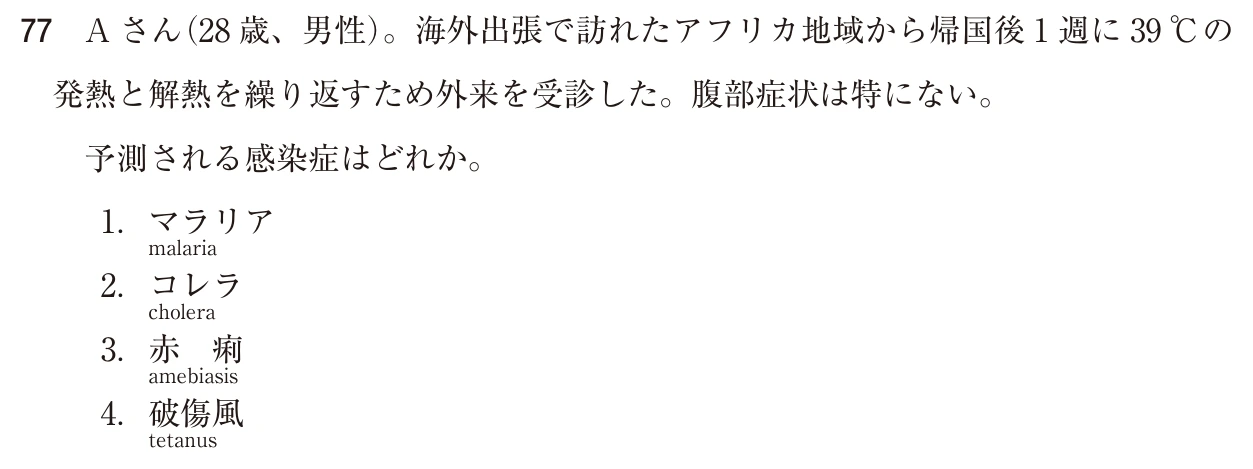 77 A さん(28 歳、男性)。海外出張で訪れたアフリカ地域から帰国後 1 週に 39 ℃の
発熱と解熱を繰り返すため外来を受診した。腹部症状は特にない。
予測される感染症はどれか。
1. マラリア
malaria
2. コレラ
cholera
3. 赤 痢
amebiasis
4. 破傷風
tetanus